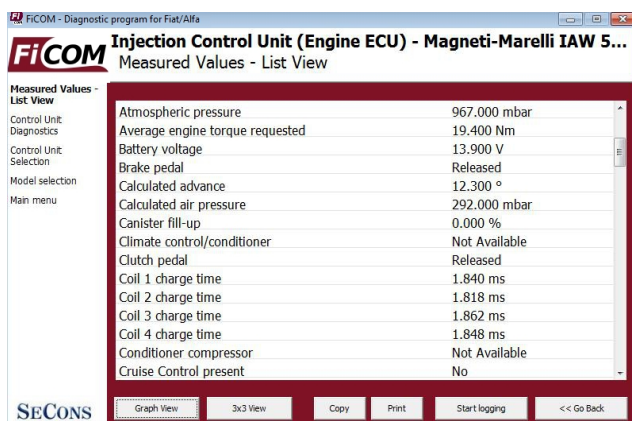 FiCOM - Diagnostic program for Fiat/Alfa
FiCOM
Injection Control Unit (Engine ECU) - Magneti-Marelli IAW 5...
Measured Values - List View
Measured Values -
List View
Control Unit
Diagnostics
Control Unit
Selection
Model selection
Main menu
Atmospheric pressure 967.000 mbar
Average engine torque requested 19.400 Nm
Battery voltage 13.900 V
Brake pedal Released
Calculated advance 12.300 °
Calculated air pressure 292.000 mbar
Canister fill-up 0.000 %
Climate control/conditioner Not Available
Clutch pedal Released
Coil 1 charge time 1.840 ms
Coil 2 charge time 1.818 ms
Coil 3 charge time 1.862 ms
Coil 4 charge time 1.848 ms
Conditioner compressor Not Available
Cruise Control present No
SECONS
Graph View 3x3 View Copy Print Start logging << Go Back